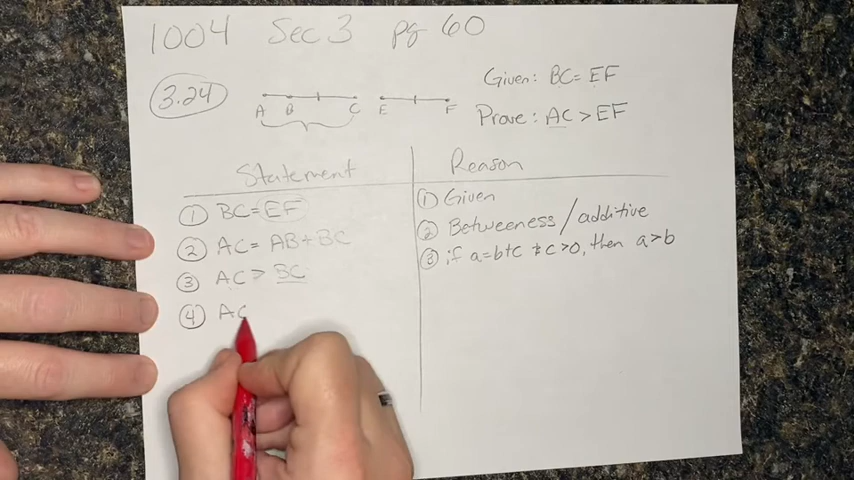 1004 Sec 3 pg 60
3.24
A B C E F
Given: BC = EF
Prove: AC > EF
Statement Reason
① BC = EF ① Given
② AC = AB + BC ② Betweeness / additive
③ AC > BC ③ if a=b+c & c>0, then a>b
④ AC